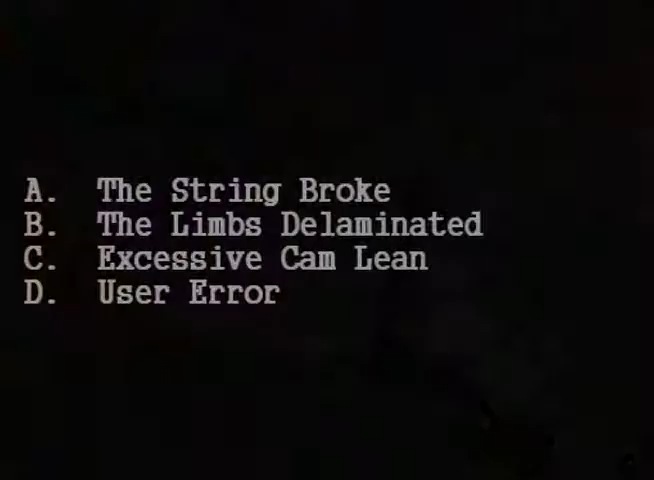 A. The String Broke
B. The Limbs Delaminated
C. Excessive Cam Lean
D. User Error